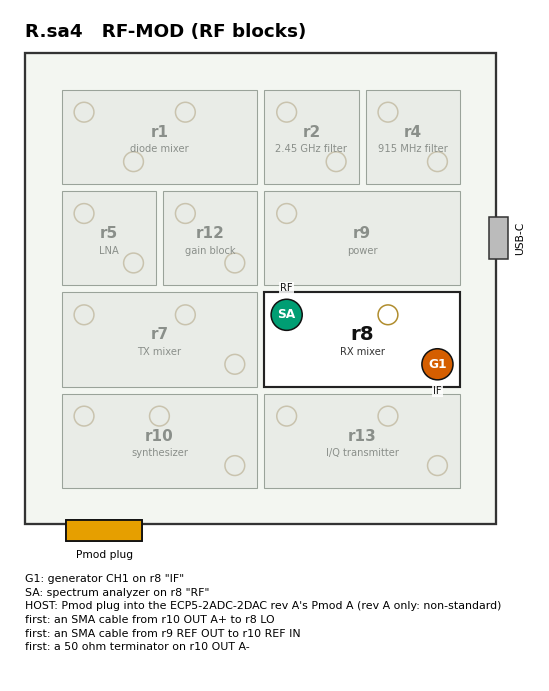 R.sa4 RF-MOD (RF blocks)
r1
diode mixer
r2
2.45 GHz filter
r4
915 MHz filter
r5
LNA
r12
gain block
r9
power
USB-C
r7
TX mixer
RF
SA
r8
RX mixer
G1
IF
r10
synthesizer
r13
I/Q transmitter
Pmod plug
G1: generator CH1 on r8 "IF"
SA: spectrum analyzer on r8 "RF"
HOST: Pmod plug into the ECP5-2ADC-2DAC rev A's Pmod A (rev A only: non-standard)
first: an SMA cable from r10 OUT A+ to r8 LO
first: an SMA cable from r9 REF OUT to r10 REF IN
first: a 50 ohm terminator on r10 OUT A-